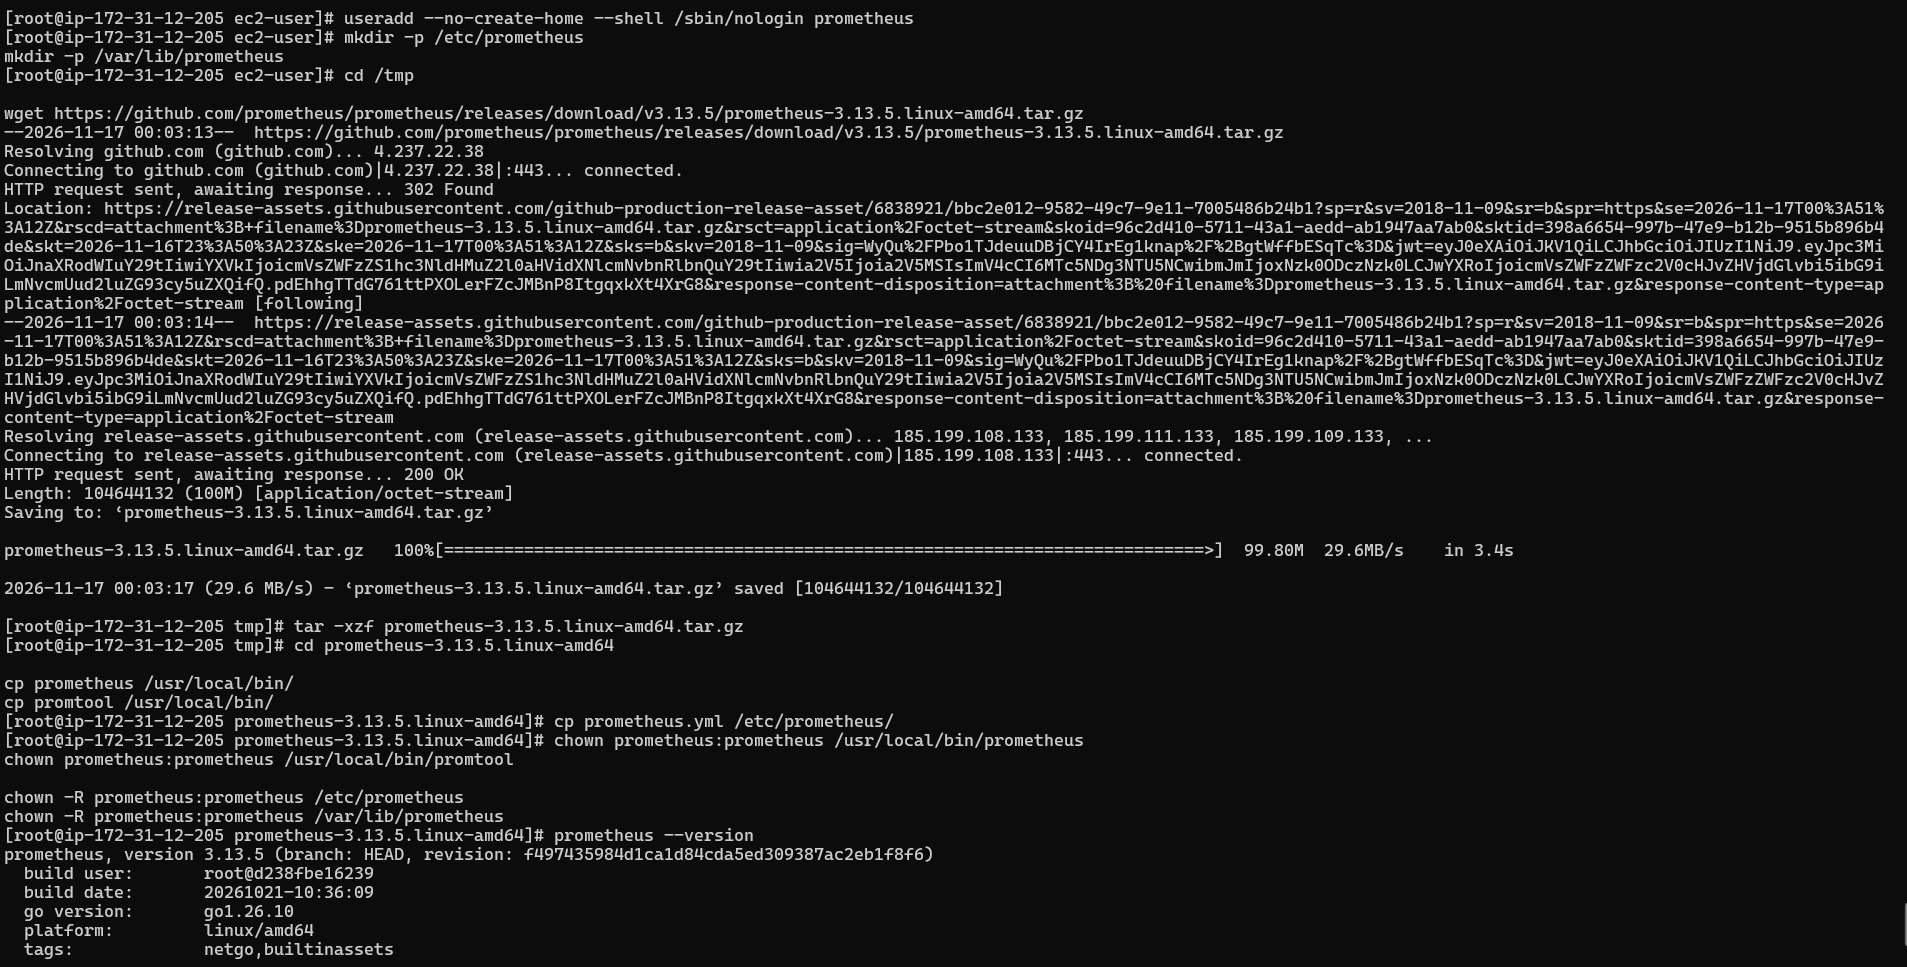 [root@ip-172-31-12-205 ec2-user]# useradd --no-create-home --shell /sbin/nologin prometheus
[root@ip-172-31-12-205 ec2-user]# mkdir -p /etc/prometheus
mkdir -p /var/lib/prometheus
[root@ip-172-31-12-205 ec2-user]# cd /tmp
wget https://github.com/prometheus/prometheus/releases/download/v3.13.5/prometheus-3.13.5.linux-amd64.tar.gz
--2026-11-17 00:03:13--  https://github.com/prometheus/prometheus/releases/download/v3.13.5/prometheus-3.13.5.linux-amd64.tar.gz
Resolving github.com (github.com)... 4.237.22.38
Connecting to github.com (github.com)|4.237.22.38|:443... connected.
HTTP request sent, awaiting response... 302 Found
Location: https://release-assets.githubusercontent.com/github-production-release-asset/6838921/bbc2e012-9582-49c7-9e11-7005486b24b1?sp=r&sv=2018-11-09&sr=b&spr=https&se=2026-11-17T00%3A51%
3A12Z&rscd=attachment%3B+filename%3Dprometheus-3.13.5.linux-amd64.tar.gz&rsct=application%2Foctet-stream&skoid=96c2d410-5711-43a1-aedd-ab1947aa7ab0&sktid=398a6654-997b-47e9-b12b-9515b896b4
de&skt=2026-11-16T23%3A50%3A23Z&ske=2026-11-17T00%3A51%3A12Z&sks=b&skv=2018-11-09&sig=WyQu%2FPbo1TJdeuuDBjCY4IrEg1knap%2F%2BgtWffbESqTc%3D&jwt=eyJ0eXAiOiJKV1QiLCJhbGciOiJIUzI1NiJ9.eyJpc3Mi
OiJnaXRodWIuY29tIiwiYXVkIjoicmVsZWFzZS1hc3NldHMuZ2l0aHVidXNlcmNvbnRlbnQuY29tIiwia2V5Ijoia2V5MSIsImV4cCI6MTc5NDg3NTU5NCwibmJmIjoxNzk0ODczNzk0LCJwYXRoIjoicmVsZWFzZWFzc2V0cHJvZHVjdGlvbi5ibG9i
LmNvcmUud2luZG93cy5uZXQifQ.pdEhhgTTdG761ttPXOLerFZcJMBnP8ItgqxkXt4XrG8&response-content-disposition=attachment%3B%20filename%3Dprometheus-3.13.5.linux-amd64.tar.gz&response-content-type=ap
plication%2Foctet-stream [following]
--2026-11-17 00:03:14--  https://release-assets.githubusercontent.com/github-production-release-asset/6838921/bbc2e012-9582-49c7-9e11-7005486b24b1?sp=r&sv=2018-11-09&sr=b&spr=https&se=2026
-11-17T00%3A51%3A12Z&rscd=attachment%3B+filename%3Dprometheus-3.13.5.linux-amd64.tar.gz&rsct=application%2Foctet-stream&skoid=96c2d410-5711-43a1-aedd-ab1947aa7ab0&sktid=398a6654-997b-47e9-
b12b-9515b896b4de&skt=2026-11-16T23%3A50%3A23Z&ske=2026-11-17T00%3A51%3A12Z&sks=b&skv=2018-11-09&sig=WyQu%2FPbo1TJdeuuDBjCY4IrEg1knap%2F%2BgtWffbESqTc%3D&jwt=eyJ0eXAiOiJKV1QiLCJhbGciOiJIUz
I1NiJ9.eyJpc3MiOiJnaXRodWIuY29tIiwiYXVkIjoicmVsZWFzZS1hc3NldHMuZ2l0aHVidXNlcmNvbnRlbnQuY29tIiwia2V5Ijoia2V5MSIsImV4cCI6MTc5NDg3NTU5NCwibmJmIjoxNzk0ODczNzk0LCJwYXRoIjoicmVsZWFzZWFzc2V0cHJvZ
HVjdGlvbi5ibG9iLmNvcmUud2luZG93cy5uZXQifQ.pdEhhgTTdG761ttPXOLerFZcJMBnP8ItgqxkXt4XrG8&response-content-disposition=attachment%3B%20filename%3Dprometheus-3.13.5.linux-amd64.tar.gz&response-
content-type=application%2Foctet-stream
Resolving release-assets.githubusercontent.com (release-assets.githubusercontent.com)... 185.199.108.133, 185.199.111.133, 185.199.109.133, ...
Connecting to release-assets.githubusercontent.com (release-assets.githubusercontent.com)|185.199.108.133|:443... connected.
HTTP request sent, awaiting response... 200 OK
Length: 104644132 (100M) [application/octet-stream]
Saving to: ‘prometheus-3.13.5.linux-amd64.tar.gz’
prometheus-3.13.5.linux-amd64.tar.gz   100%[============================================================================>]  99.80M  29.6MB/s    in 3.4s
2026-11-17 00:03:17 (29.6 MB/s) - ‘prometheus-3.13.5.linux-amd64.tar.gz’ saved [104644132/104644132]
[root@ip-172-31-12-205 tmp]# tar -xzf prometheus-3.13.5.linux-amd64.tar.gz
[root@ip-172-31-12-205 tmp]# cd prometheus-3.13.5.linux-amd64
cp prometheus /usr/local/bin/
cp promtool /usr/local/bin/
[root@ip-172-31-12-205 prometheus-3.13.5.linux-amd64]# cp prometheus.yml /etc/prometheus/
[root@ip-172-31-12-205 prometheus-3.13.5.linux-amd64]# chown prometheus:prometheus /usr/local/bin/prometheus
chown prometheus:prometheus /usr/local/bin/promtool
chown -R prometheus:prometheus /etc/prometheus
chown -R prometheus:prometheus /var/lib/prometheus
[root@ip-172-31-12-205 prometheus-3.13.5.linux-amd64]# prometheus --version
prometheus, version 3.13.5 (branch: HEAD, revision: f497435984d1ca1d84cda5ed309387ac2eb1f8f6)
  build user:       root@d238fbe16239
  build date:       20261021-10:36:09
  go version:       go1.26.10
  platform:         linux/amd64
  tags:             netgo,builtinassets